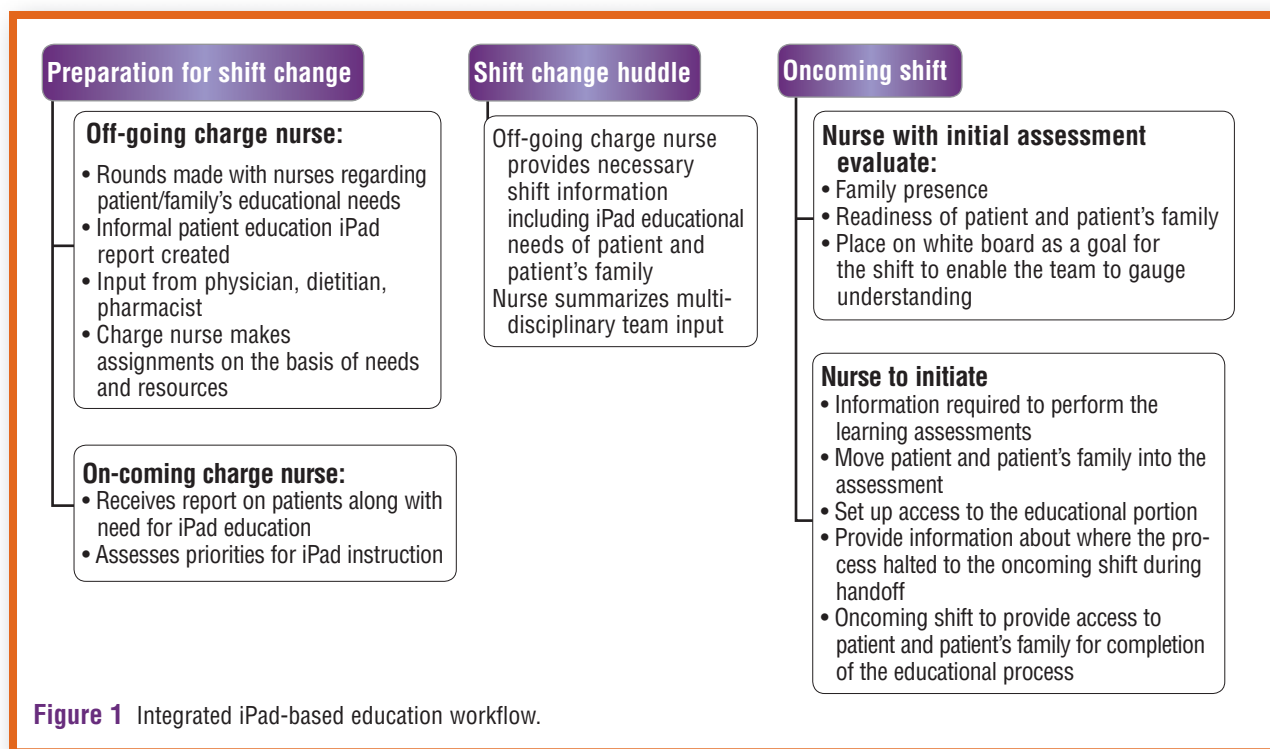 Preparation for shift change
Off-going charge nurse:
• Rounds made with nurses regarding
patient/family’s educational needs
• Informal patient education iPad
report created
• Input from physician, dietitian,
pharmacist
• Charge nurse makes
assignments on the basis of needs
and resources
On-coming charge nurse:
• Receives report on patients along with
need for iPad education
• Assesses priorities for iPad instruction
Shift change huddle
Off-going charge nurse
provides necessary
shift information
including iPad educational
needs of patient and
patient’s family
Nurse summarizes multi-
disciplinary team input
Oncoming shift
Nurse with initial assessment
evaluate:
• Family presence
• Readiness of patient and patient’s family
• Place on white board as a goal for
the shift to enable the team to gauge
understanding
Nurse to initiate
• Information required to perform the
learning assessments
• Move patient and patient’s family into the
assessment
• Set up access to the educational portion
• Provide information about where the pro-
cess halted to the oncoming shift during
handoff
• Oncoming shift to provide access to
patient and patient’s family for completion
of the educational process
Figure 1 Integrated iPad-based education workflow.